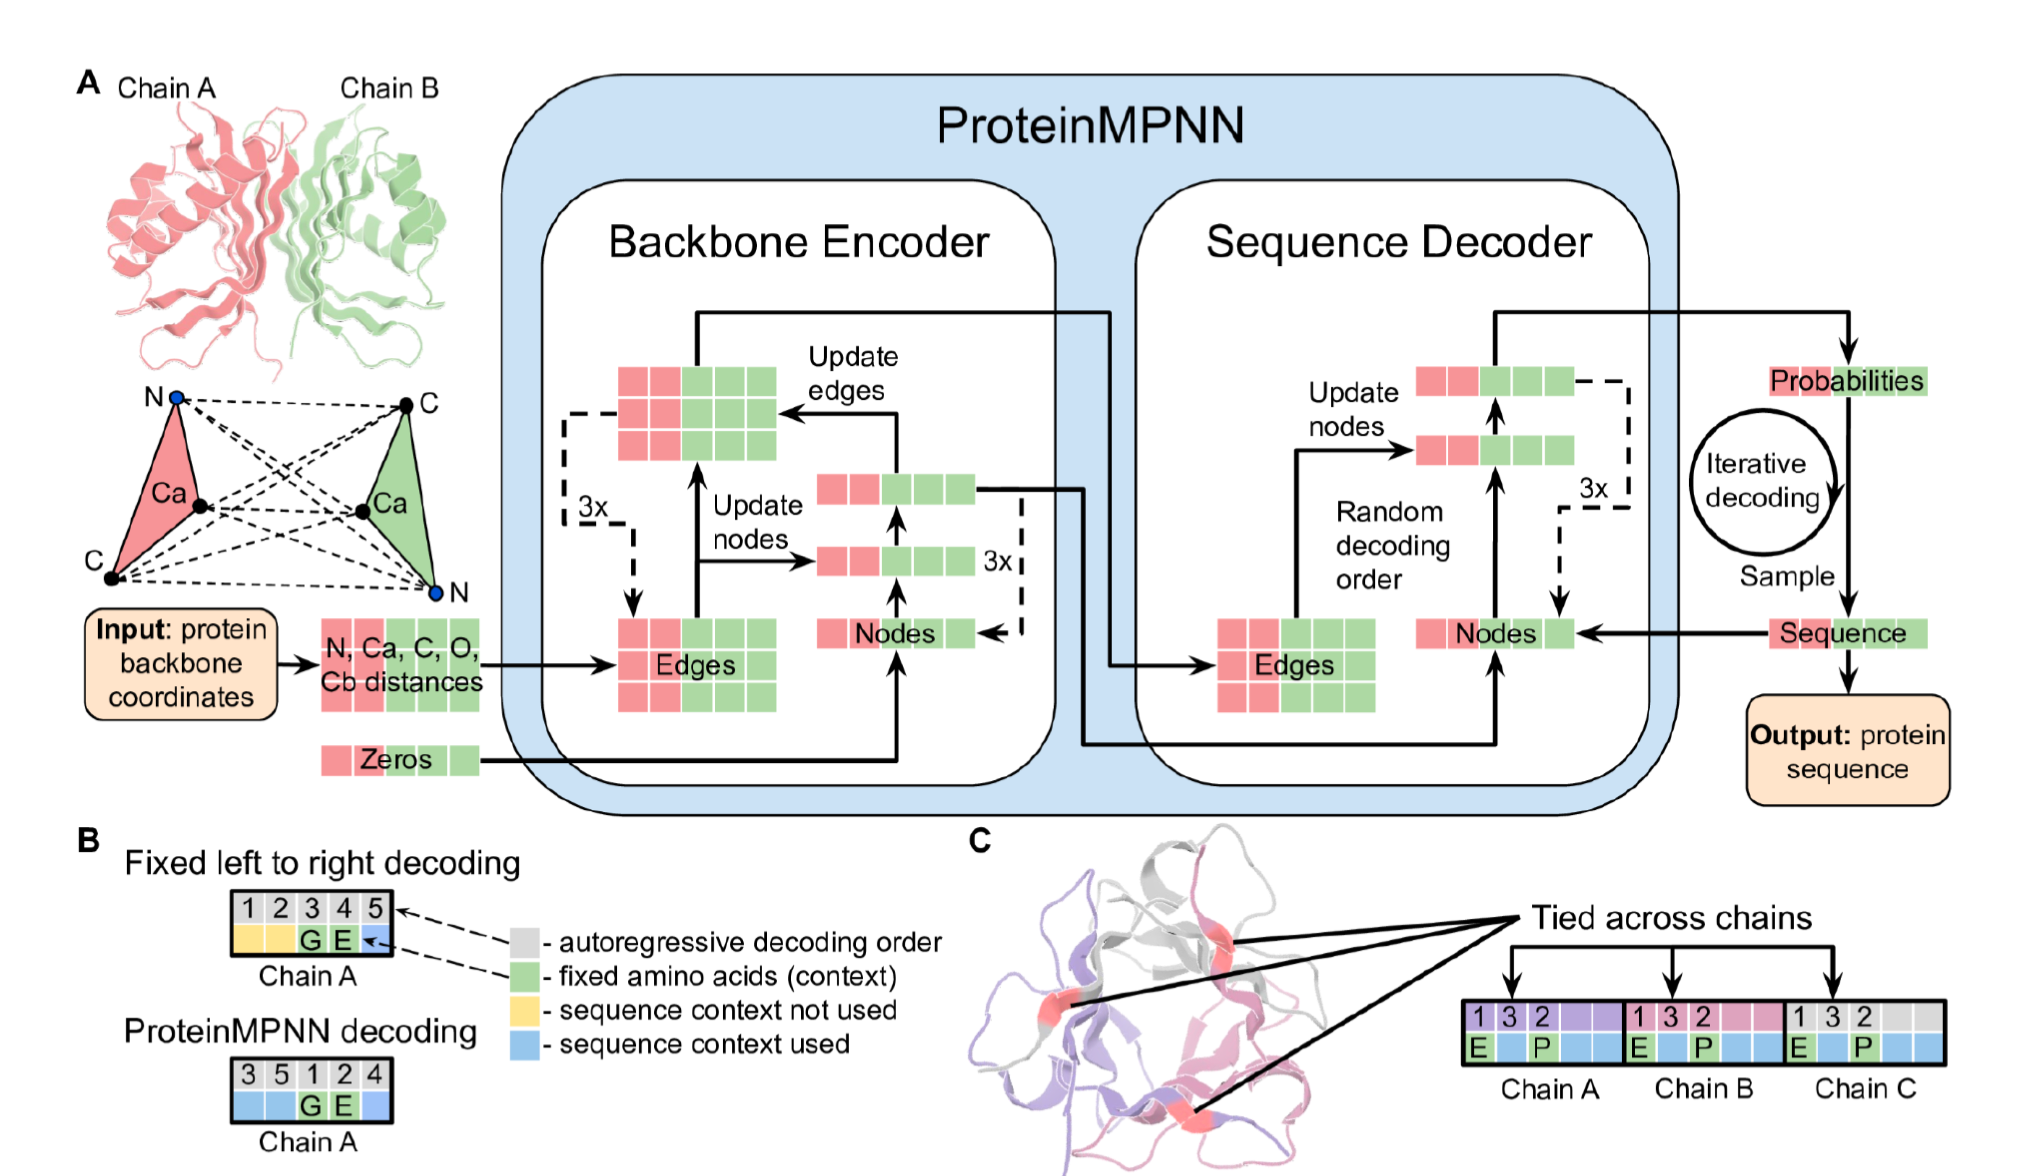 A
Chain A
Chain B
ProteinMPNN
Backbone Encoder
Sequence Decoder
N
C
Ca
Ca
C
N
Input: protein
backbone
coordinates
N, Ca, C, O,
Cb distances
Zeros
Update
edges
3x
Update
nodes
3x
Edges
Nodes
Update
nodes
Random
decoding
order
3x
Edges
Nodes
Probabilities
Iterative
decoding
Sample
Sequence
Output: protein
sequence
B
Fixed left to right decoding
1 2 3 4 5
G E
Chain A
ProteinMPNN decoding
3 5 1 2 4
G E
Chain A
- autoregressive decoding order
- fixed amino acids (context)
- sequence context not used
- sequence context used
C
Tied across chains
1 3 2 1 3 2 1 3 2
E P E P E P
Chain A Chain B Chain C